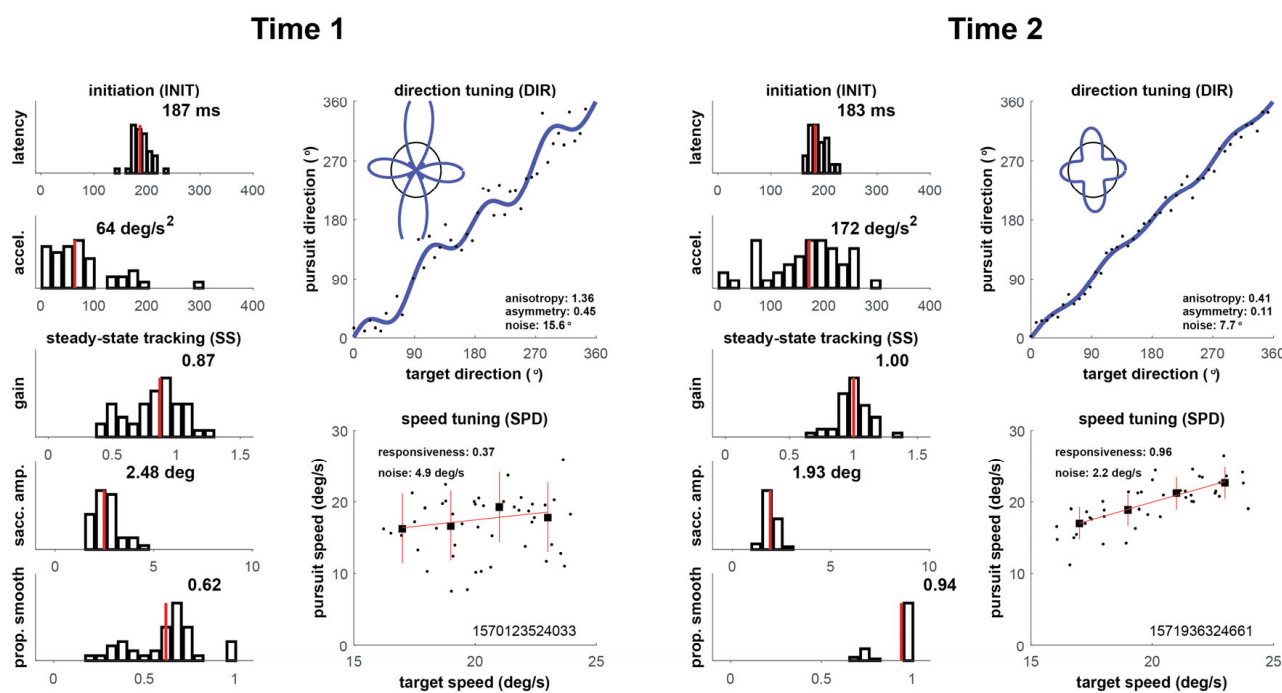 Time 1
initiation (INIT)
187 ms
latency
0 100 200 300 400
64 deg/s²
accel.
0 100 200 300 400
steady-state tracking (SS)
0.87
gain
0 0.5 1 1.5
2.48 deg
sacc. amp.
0 5 10
0.62
prop. smooth
0 0.5 1
direction tuning (DIR)
360
270
180
90
0
pursuit direction (°)
anisotropy: 1.36
asymmetry: 0.45
noise: 15.6 °
0 90 180 270 360
target direction (°)
speed tuning (SPD)
30
20
10
0
pursuit speed (deg/s)
responsiveness: 0.37
noise: 4.9 deg/s
1570123524033
15 20 25
target speed (deg/s)
Time 2
initiation (INIT)
183 ms
latency
0 100 200 300 400
172 deg/s²
accel.
0 100 200 300 400
steady-state tracking (SS)
1.00
gain
0 0.5 1 1.5
1.93 deg
sacc. amp.
0 5 10
0.94
prop. smooth
0 0.5 1
direction tuning (DIR)
360
270
180
90
0
pursuit direction (°)
anisotropy: 0.41
asymmetry: 0.11
noise: 7.7 °
0 90 180 270 360
target direction (°)
speed tuning (SPD)
30
20
10
0
pursuit speed (deg/s)
responsiveness: 0.96
noise: 2.2 deg/s
1571936324661
15 20 25
target speed (deg/s)